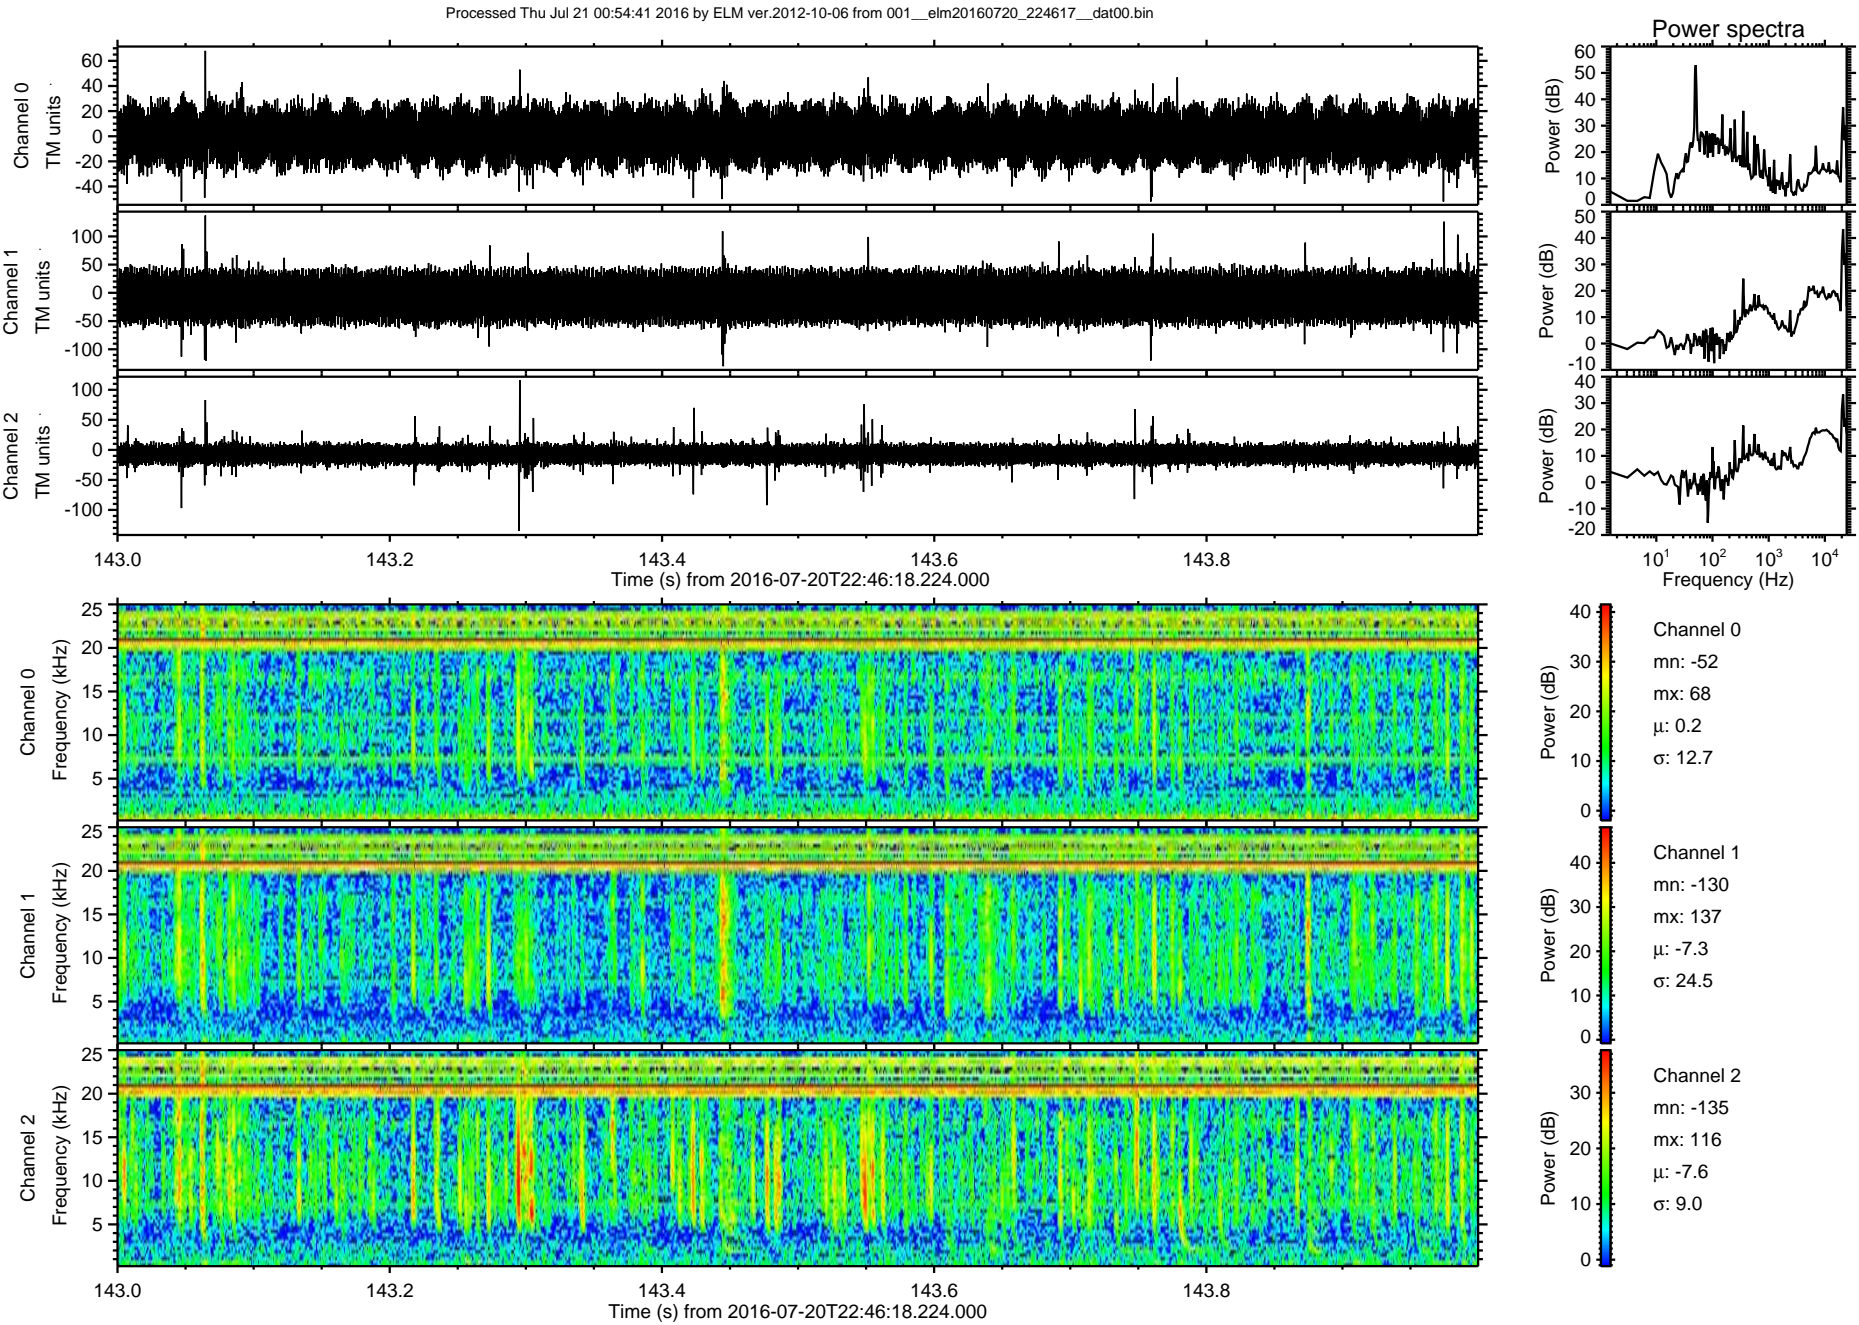 Processed Thu Jul 21 00:54:41 2016 by ELM ver.2012-10-06 from 001__elm20160720_224617__dat00.bin
Power spectra
Channel 0
TM units
60
40
20
0
-20
-40
Power (dB)
60
50
40
30
20
10
0
Channel 1
TM units
100
50
0
-50
-100
Power (dB)
50
40
30
20
10
0
-10
Channel 2
TM units
100
50
0
-50
-100
Power (dB)
40
30
20
10
0
-10
-20
143.0 143.2 143.4 143.6 143.8
Time (s) from 2016-07-20T22:46:18.224.000
10¹ 10² 10³ 10⁴
Frequency (Hz)
Channel 0
Frequency (kHz)
25
20
15
10
5
Power (dB)
40
30
20
10
0
Channel 0
mn: -52
mx: 68
μ: 0.2
σ: 12.7
Channel 1
Frequency (kHz)
25
20
15
10
5
Power (dB)
40
30
20
10
0
Channel 1
mn: -130
mx: 137
μ: -7.3
σ: 24.5
Channel 2
Frequency (kHz)
25
20
15
10
5
Power (dB)
30
20
10
0
Channel 2
mn: -135
mx: 116
μ: -7.6
σ: 9.0
143.0 143.2 143.4 143.6 143.8
Time (s) from 2016-07-20T22:46:18.224.000